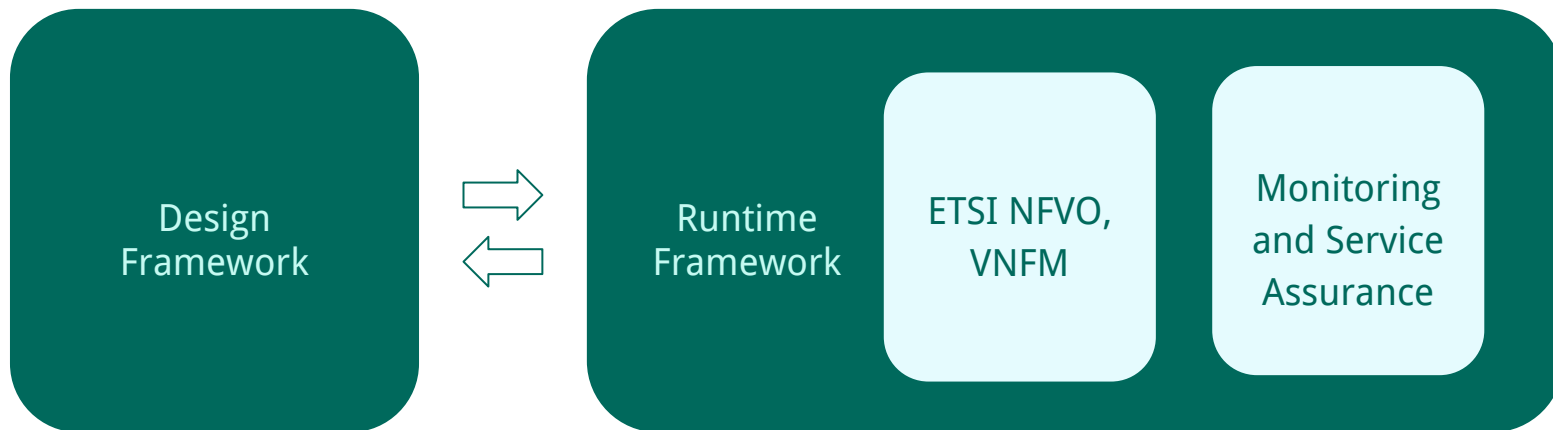 Design
Framework
Runtime
Framework
ETSI NFVO,
VNFM
Monitoring
and Service
Assurance